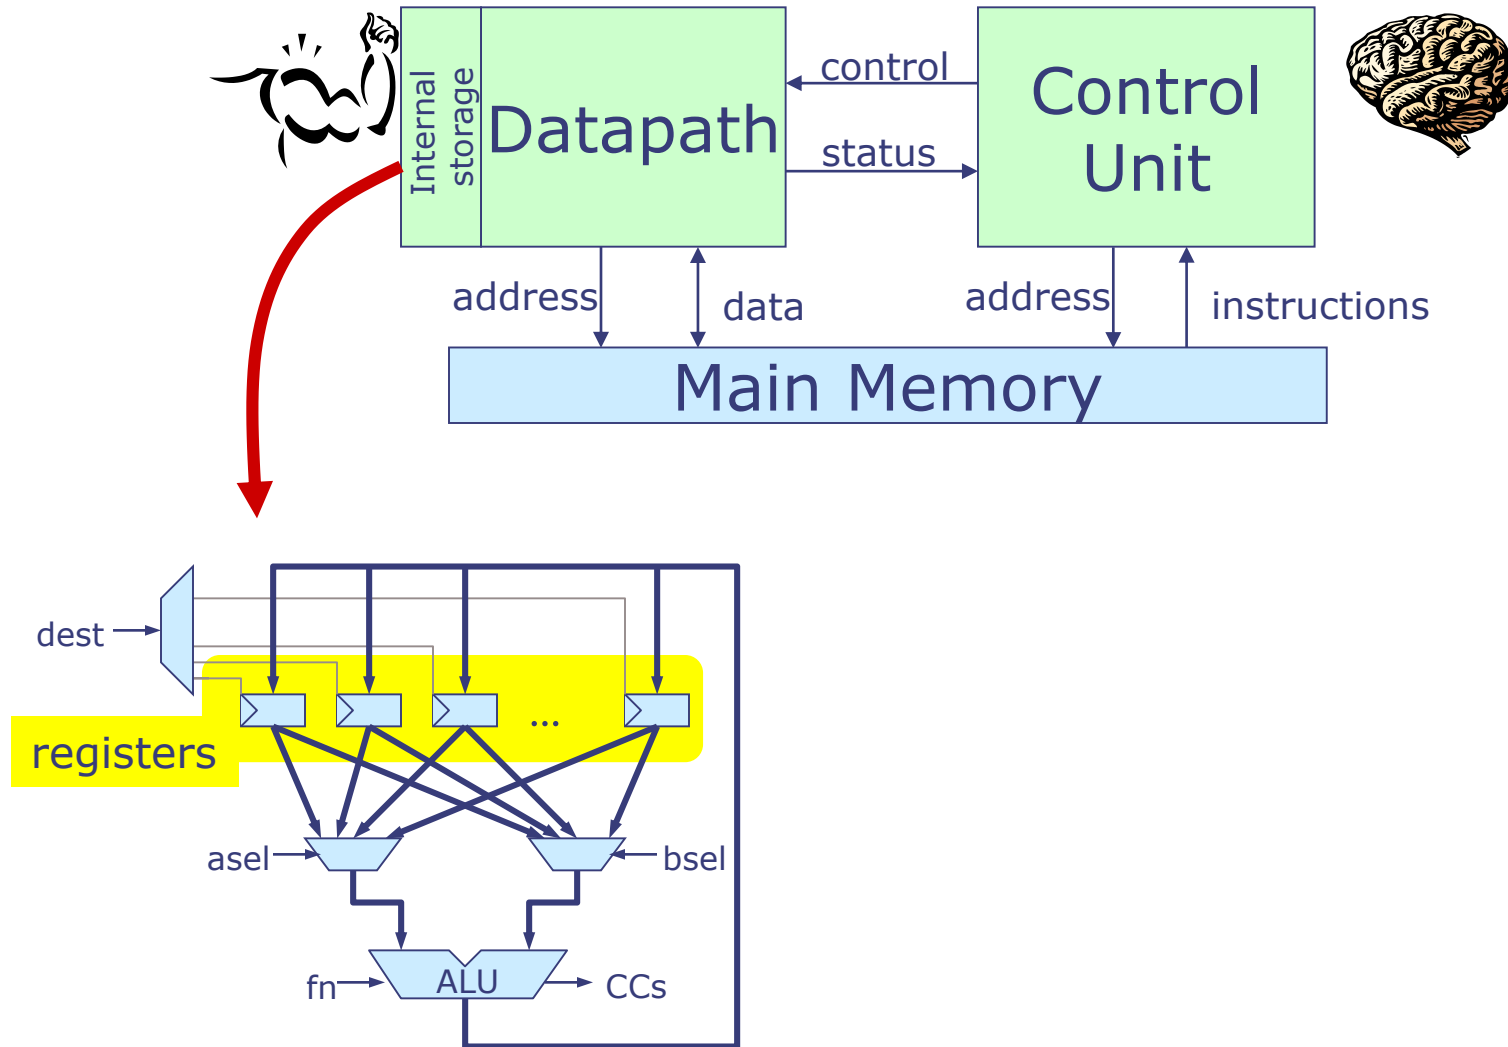 Internal
storage
Datapath
control
status
Control
Unit
address
data
address
instructions
Main Memory
dest
registers
...
asel
bsel
fn
ALU
CCs